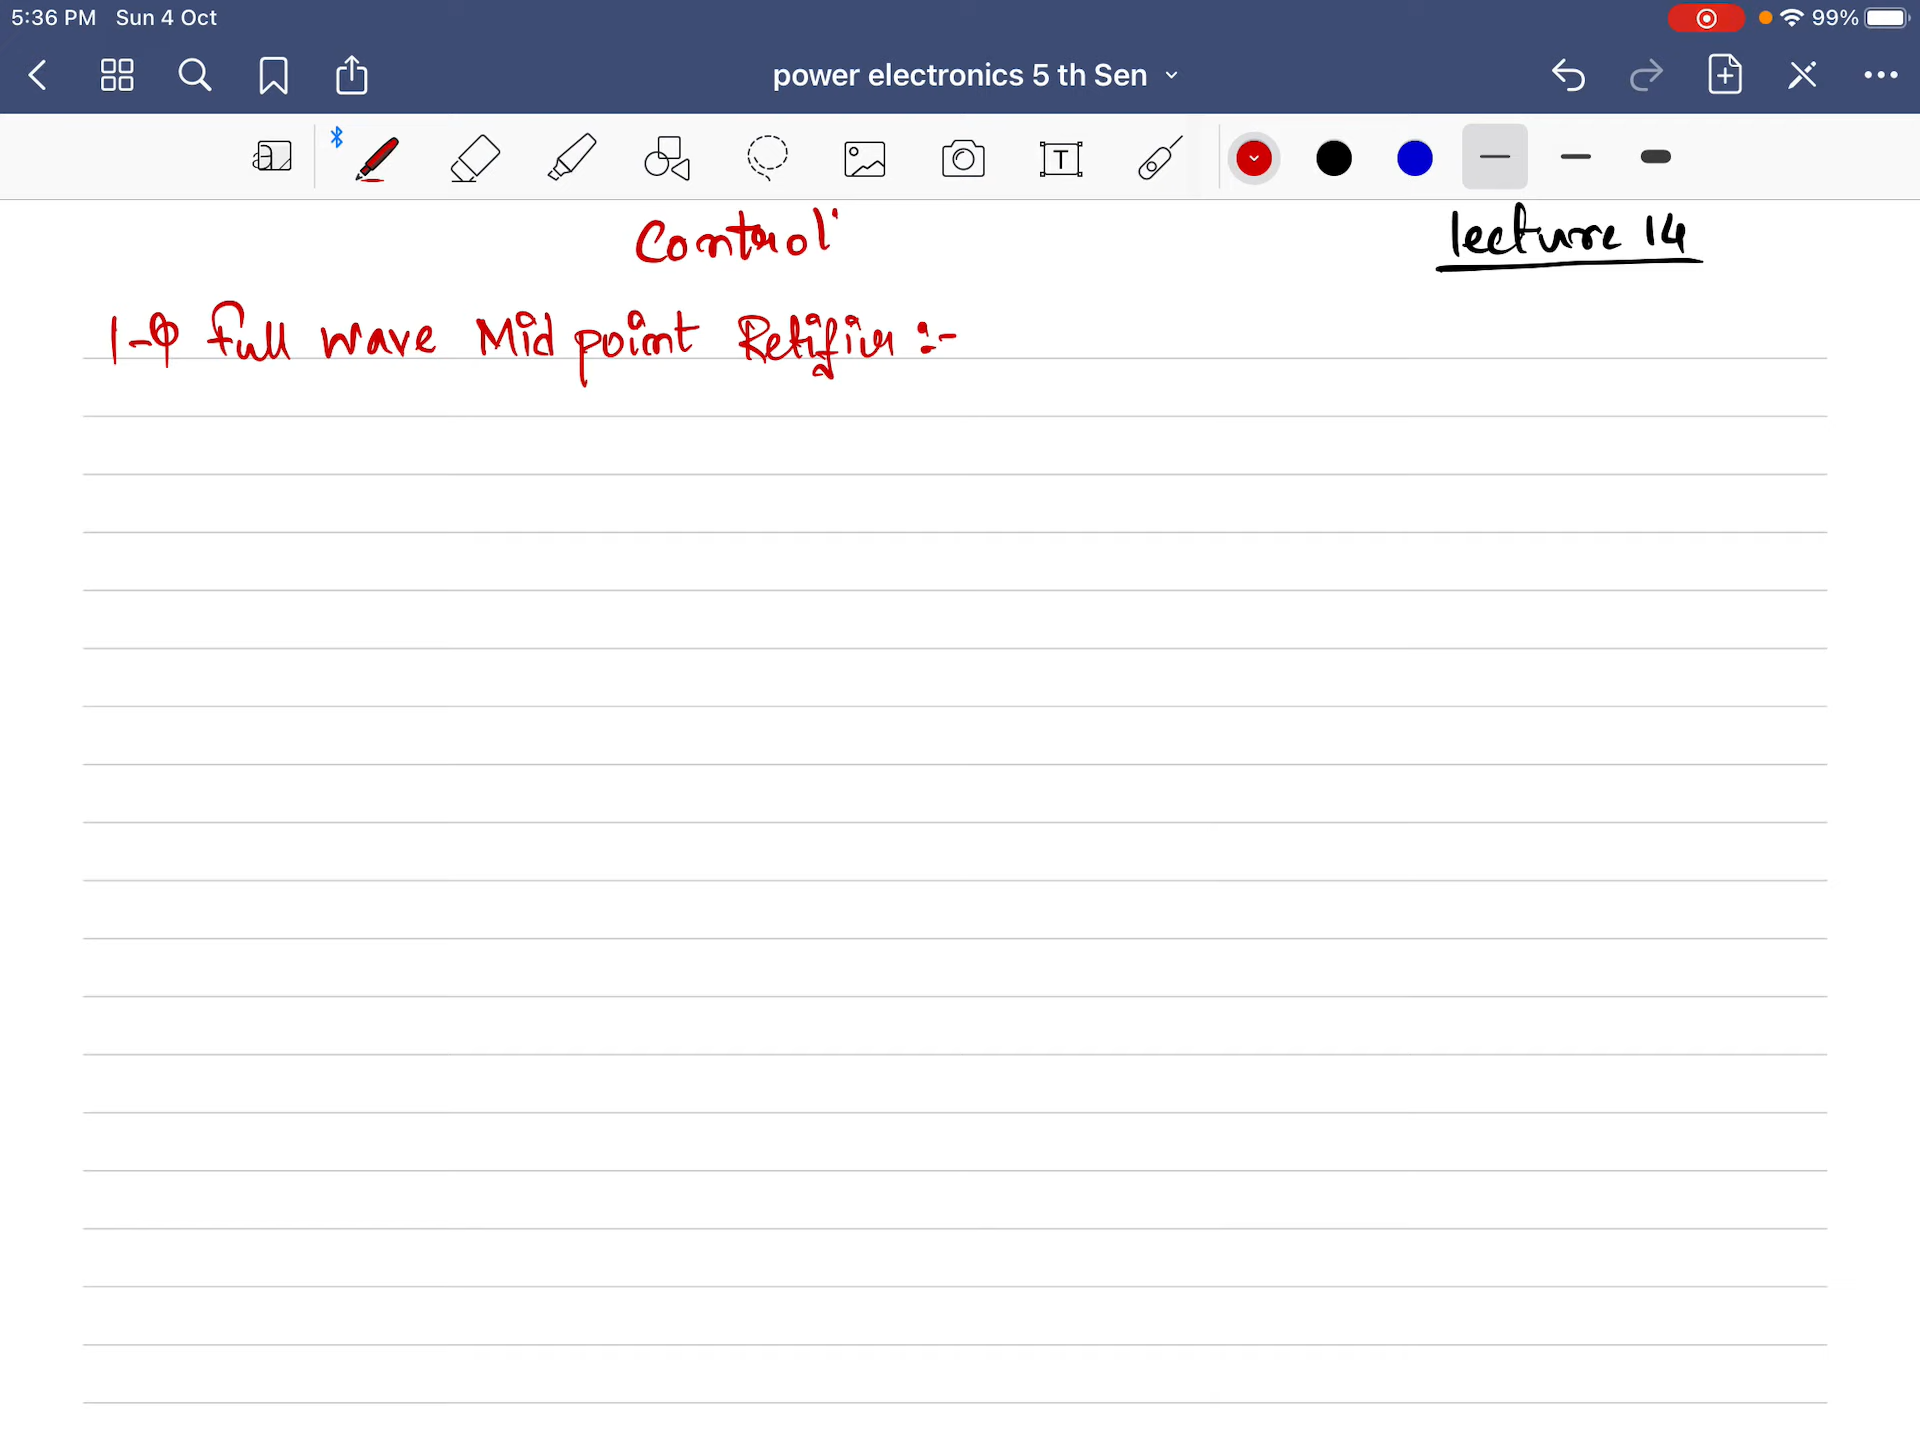 5:36 PM Sun 4 Oct 99%
power electronics 5 th Sen
T
Control
lecture 14
1-Φ full wave Mid point Retifier :-